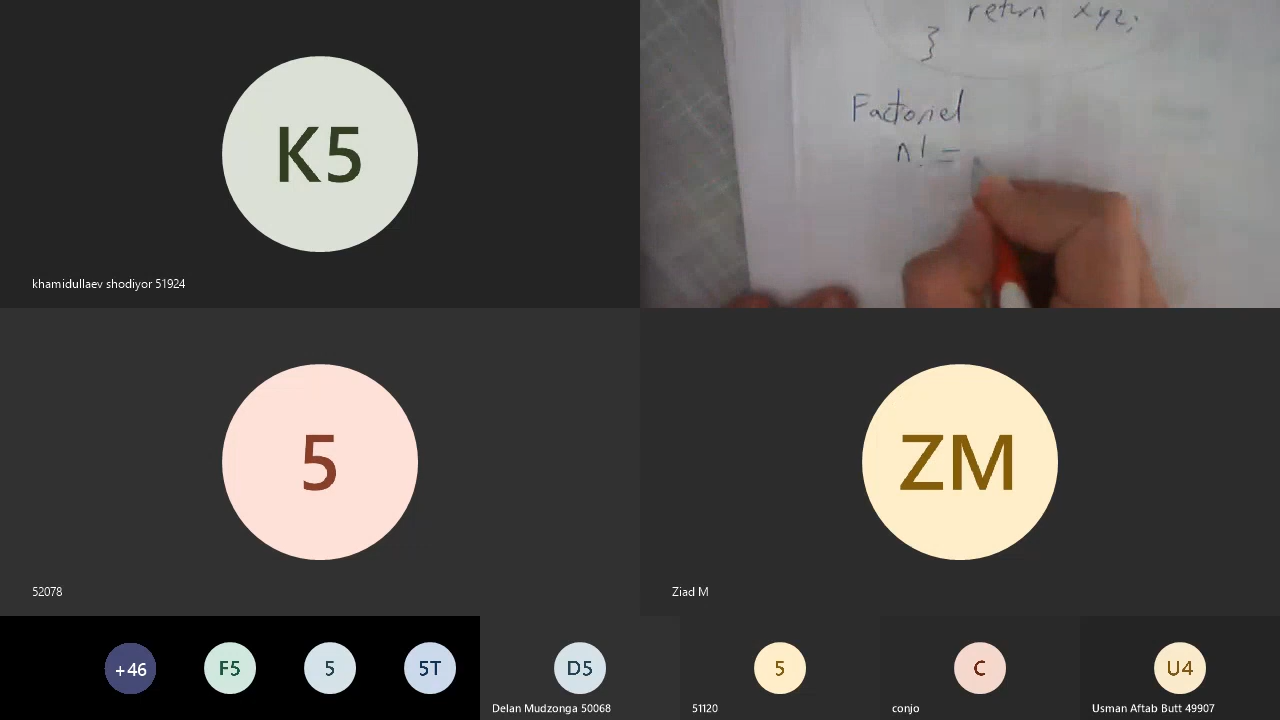 K5
khamidullaev shodiyor 51924
return xyz;
}
Factoriel
n! =
5
52078
ZM
Ziad M
+46
F5
5
5T
D5
Delan Mudzonga 50068
5
51120
C
conjo
U4
Usman Aftab Butt 49907